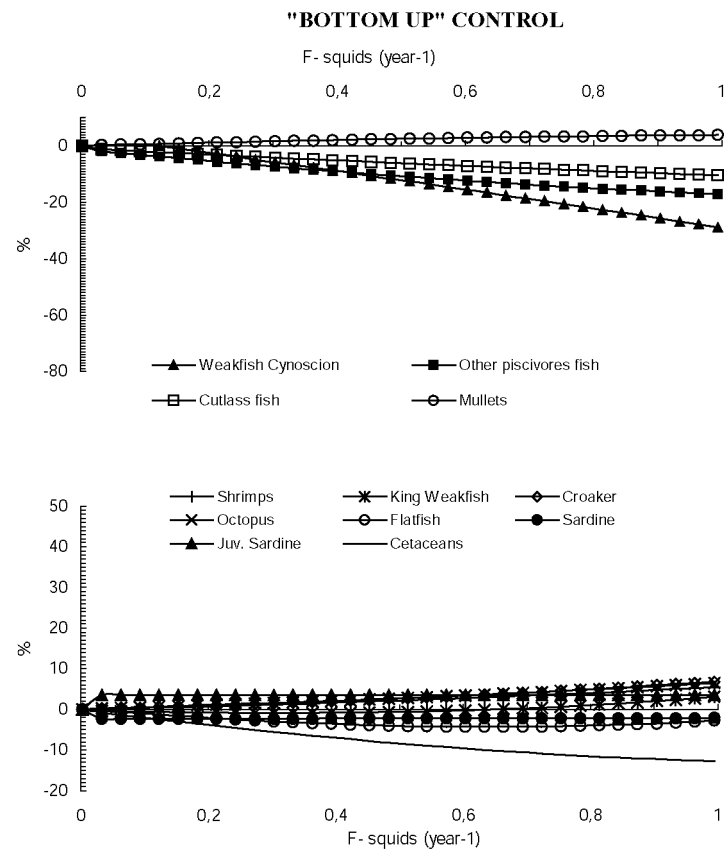 "BOTTOM UP" CONTROL
F- squids (year-1)
0 0,2 0,4 0,6 0,8 1
0
-20
-40
-60
-80
%
Weakfish Cynoscion Other piscivores fish
Cutlass fish Mullets
Shrimps King Weakfish Croaker
Octopus Flatfish Sardine
Juv. Sardine Cetaceans
50
40
30
20
10
0
-10
-20
%
0 0,2 0,4 0,6 0,8 1
F- squids (year-1)